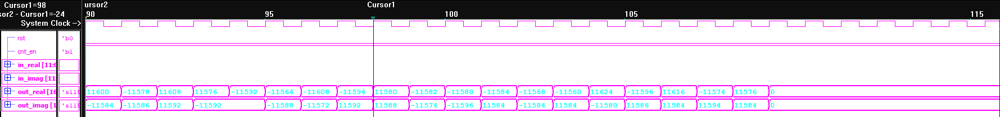 Cursor1=98 ursor2 Cursor1
sor2 - Cursor1=-24 90 95 100 105 115
System Clock ->
rst 'b0
cnt_en 'b1
in_real [11:0
in_imag [11:
out_real [16 's118 11600 -11578 11608 11576 -11592 -11564 -11608 -11594 11580 -11582 -11580 -11584 -11568 -11560 11624 -11596 11616 -11574 11576 0
out_imag [1 's118 -11584 -11586 11592 -11592 -11588 -11572 11592 11588 -11574 -11596 11584 -11584 11584 -11580 11586 11584 11594 11584 0